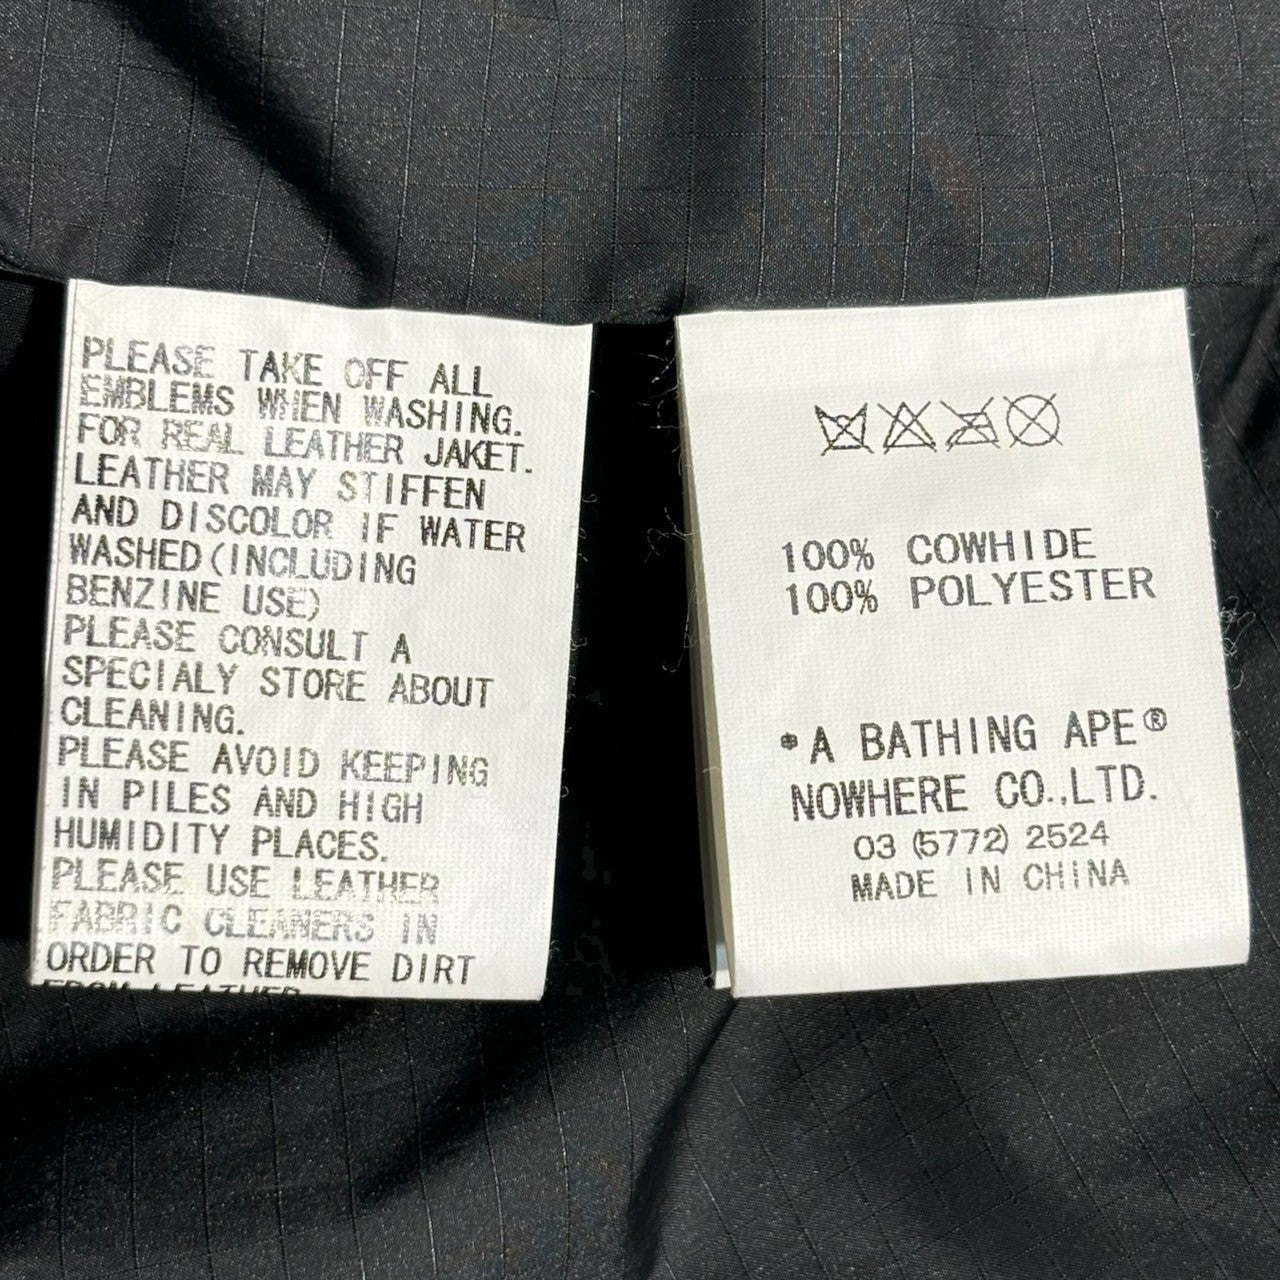 PLEASE TAKE OFF ALL
EMBLEMS WHEN WASHING.
FOR REAL LEATHER JAKET.
LEATHER MAY STIFFEN
AND DISCOLOR IF WATER
WASHED(INCLUDING
BENZINE USE)
PLEASE CONSULT A
SPECIALY STORE ABOUT
CLEANING.
PLEASE AVOID KEEPING
IN PILES AND HIGH
HUMIDITY PLACES.
PLEASE USE LEATHER
FABRIC CLEANERS IN
ORDER TO REMOVE DIRT
FROM LEATHER
100% COWHIDE
100% POLYESTER
*A BATHING APE®
NOWHERE CO.,LTD.
03 (5772) 2524
MADE IN CHINA